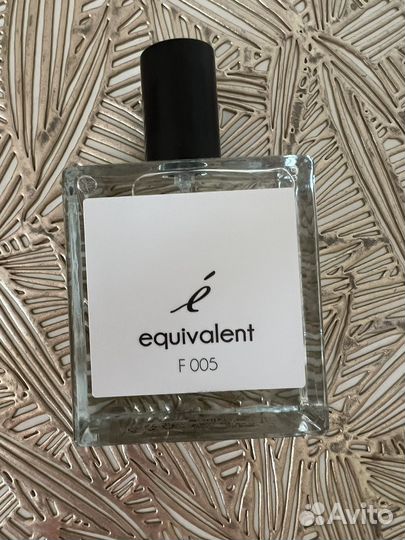 é
equivalent
F 005
Avito